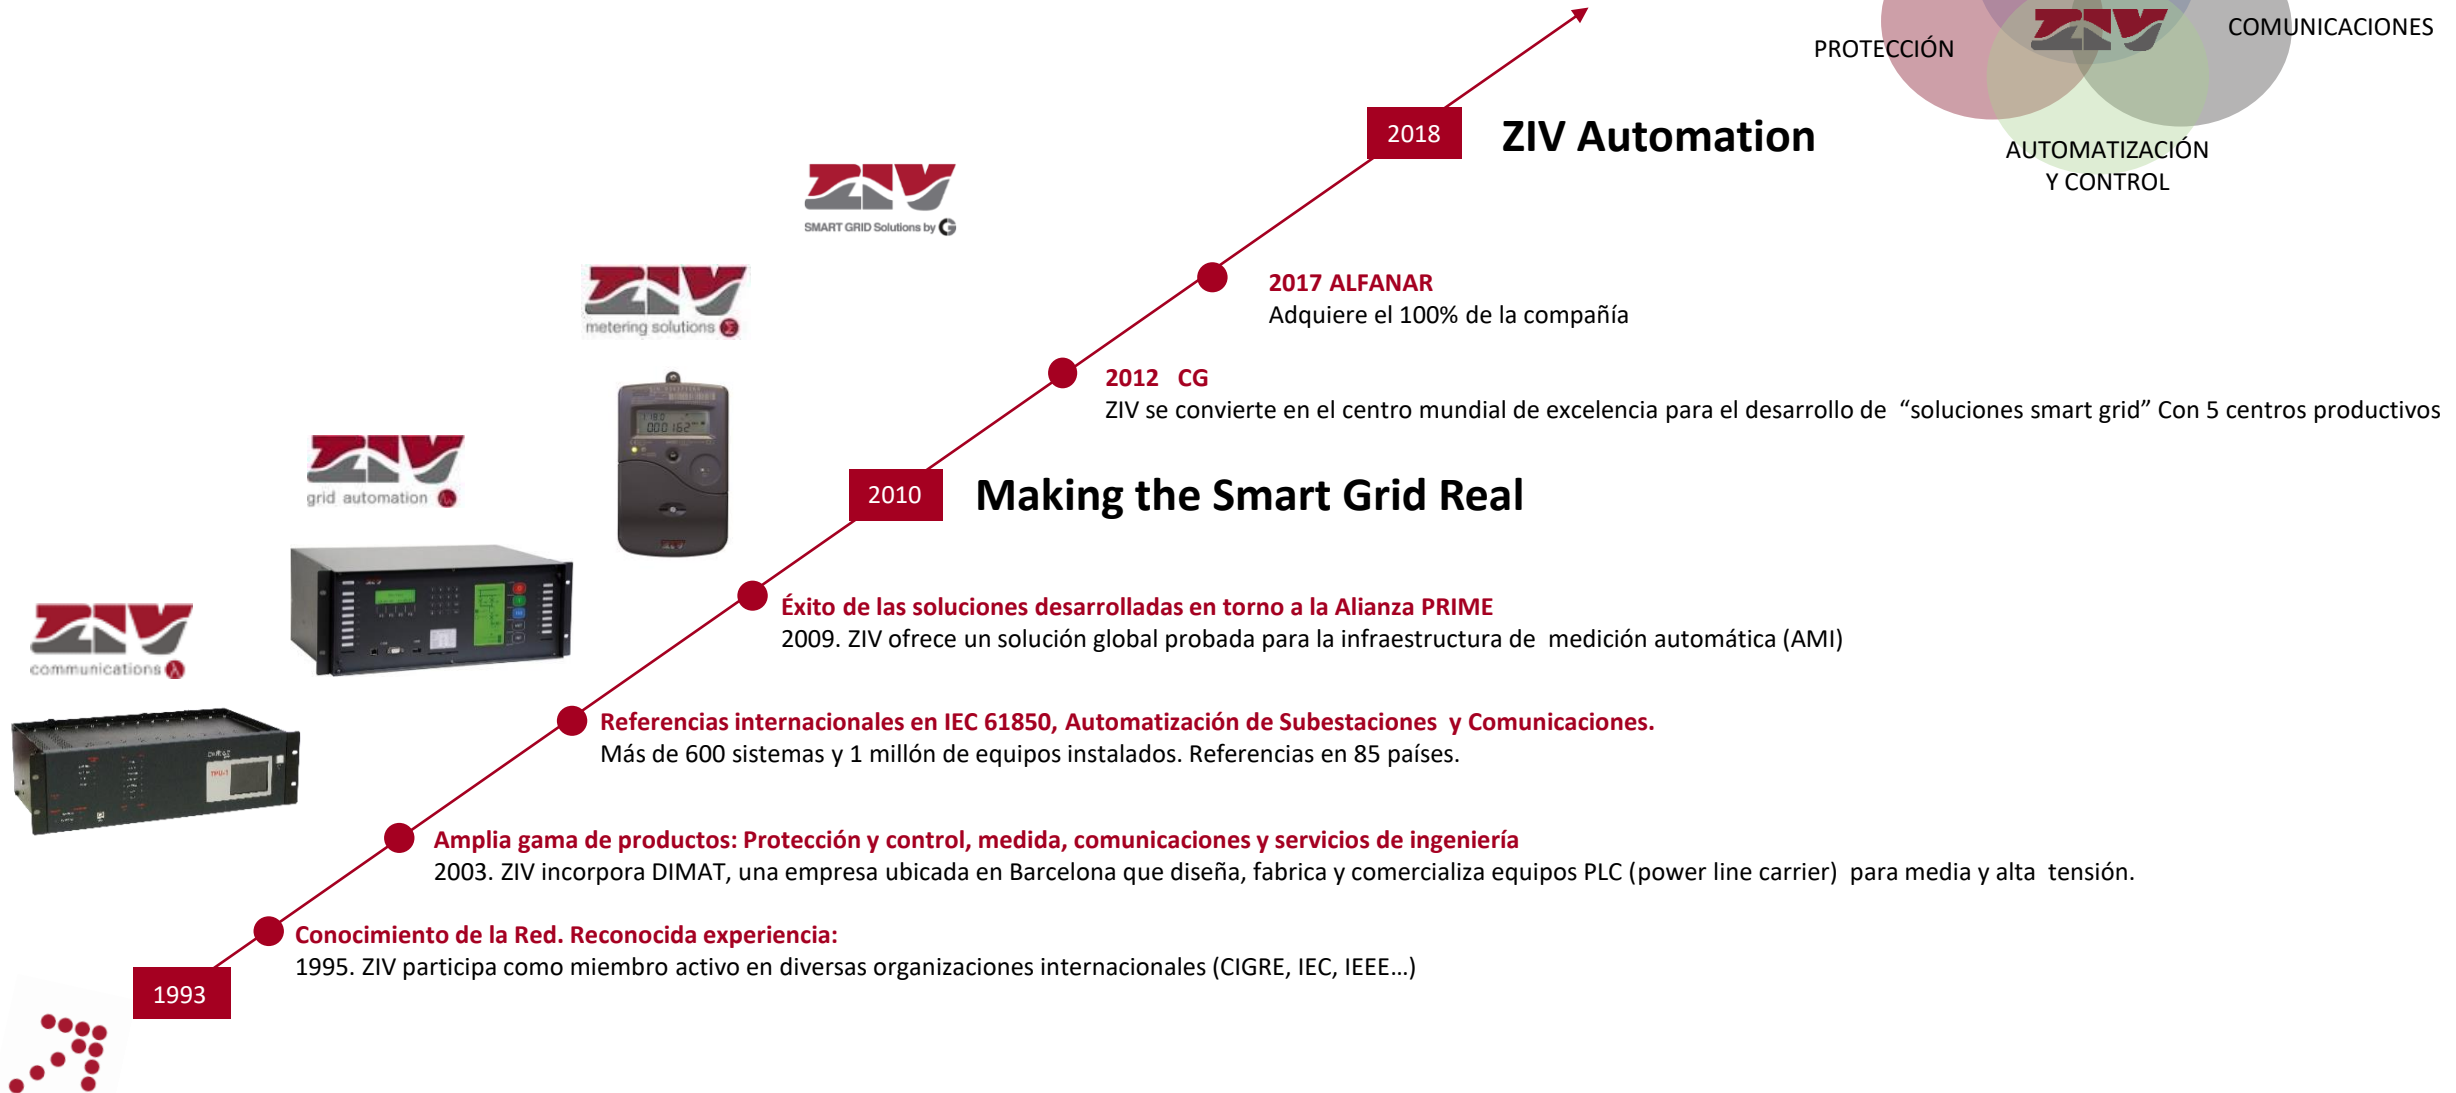 COMUNICACIONES
PROTECCIÓN
ZIV
AUTOMATIZACIÓN
Y CONTROL
2018
ZIV Automation
ZIV
SMART GRID Solutions by G
2017 ALFANAR
Adquiere el 100% de la compañía
ZIV
metering solutions
2012 CG
ZIV se convierte en el centro mundial de excelencia para el desarrollo de “soluciones smart grid” Con 5 centros productivos
ZIV
grid automation
2010
Making the Smart Grid Real
Éxito de las soluciones desarrolladas en torno a la Alianza PRIME
2009. ZIV ofrece un solución global probada para la infraestructura de medición automática (AMI)
ZIV
communications
Referencias internacionales en IEC 61850, Automatización de Subestaciones y Comunicaciones.
Más de 600 sistemas y 1 millón de equipos instalados. Referencias en 85 países.
Amplia gama de productos: Protección y control, medida, comunicaciones y servicios de ingeniería
2003. ZIV incorpora DIMAT, una empresa ubicada en Barcelona que diseña, fabrica y comercializa equipos PLC (power line carrier) para media y alta tensión.
Conocimiento de la Red. Reconocida experiencia:
1995. ZIV participa como miembro activo en diversas organizaciones internacionales (CIGRE, IEC, IEEE…)
1993